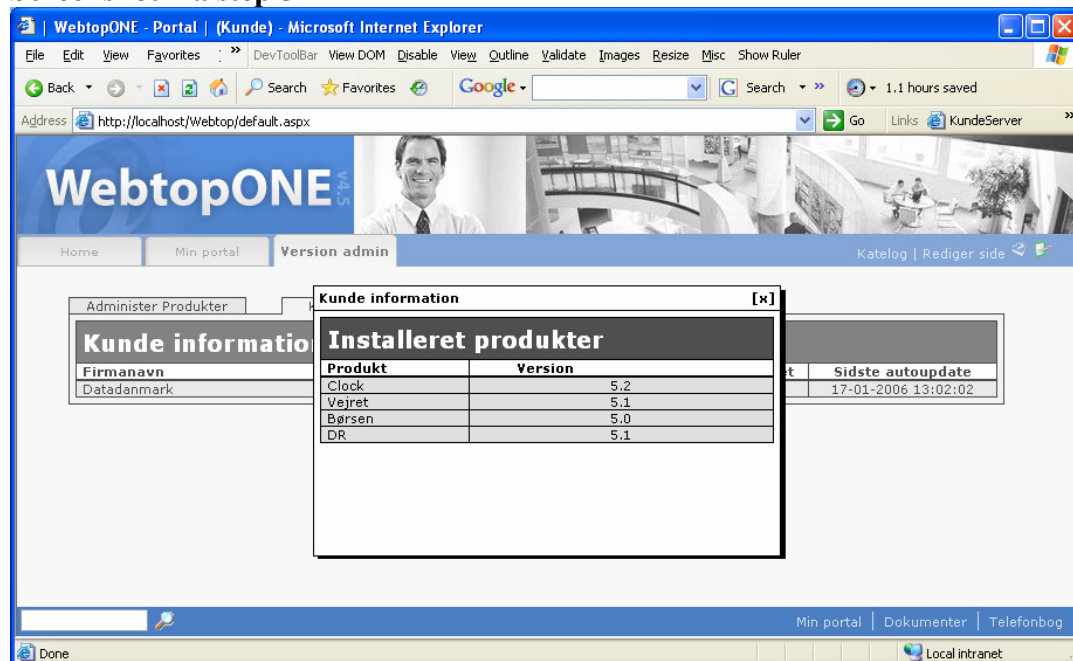 | WebtopONE - Portal | (Kunde) - Microsoft Internet Explorer
File Edit View Favorites » DevToolBar View DOM Disable View Outline Validate Images Resize Misc Show Ruler
Back Search Favorites Google Search » 1.1 hours saved
Address http://localhost/Webtop/default.aspx Go Links KundeServer »
WebtopONE v4.5
Home Min portal Version admin Katelog | Rediger side
Administer Produkter
Kunde information [x]
Kunde informatio
Installeret produkter
Firmanavn
Produkt Version
t Sidste autoupdate
Datadanmark
Clock 5.2
17-01-2006 13:02:02
Vejret 5.1
Børsen 5.0
DR 5.1
Min portal | Dokumenter | Telefonbog
Done Local intranet